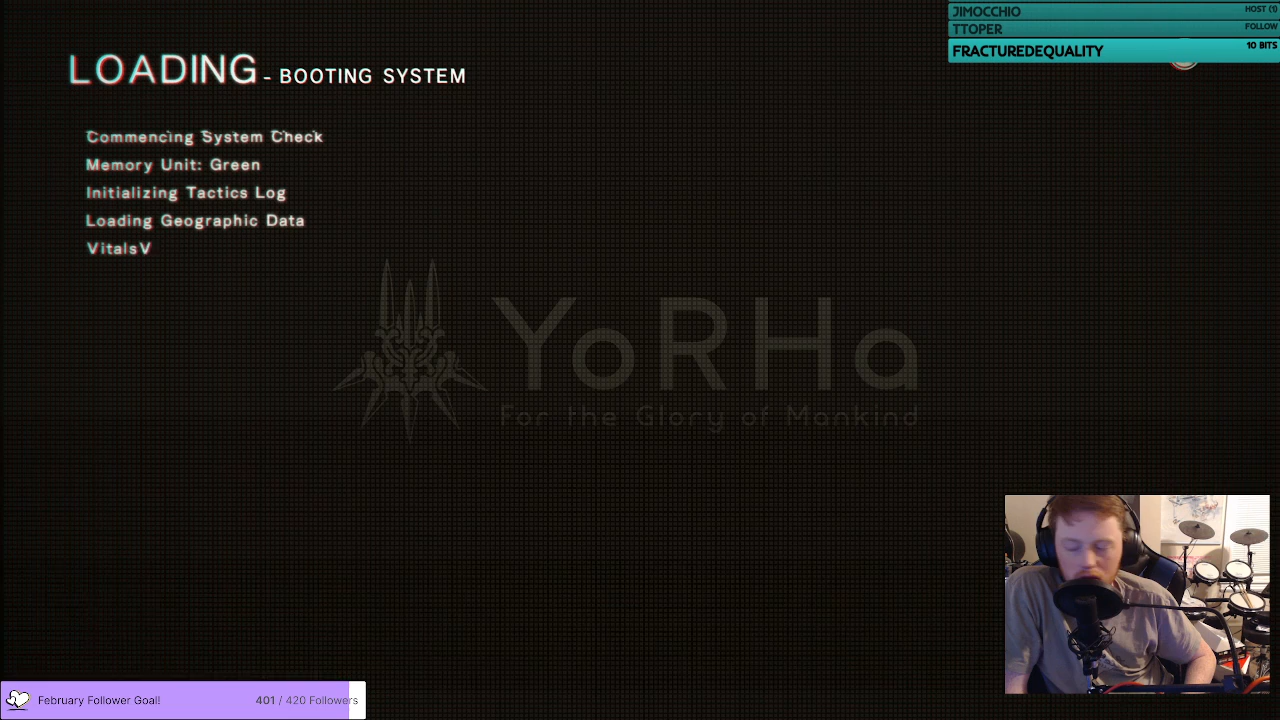 JIMOCCHIO HOST (1)
TTOPER FOLLOW
FRACTUREDEQUALITY 10 BITS
LOADING - BOOTING SYSTEM
Commencing System Check
Memory Unit: Green
Initializing Tactics Log
Loading Geographic Data
VitalsV
YoRHa
For the Glory of Mankind
February Follower Goal! 401 / 420 Followers